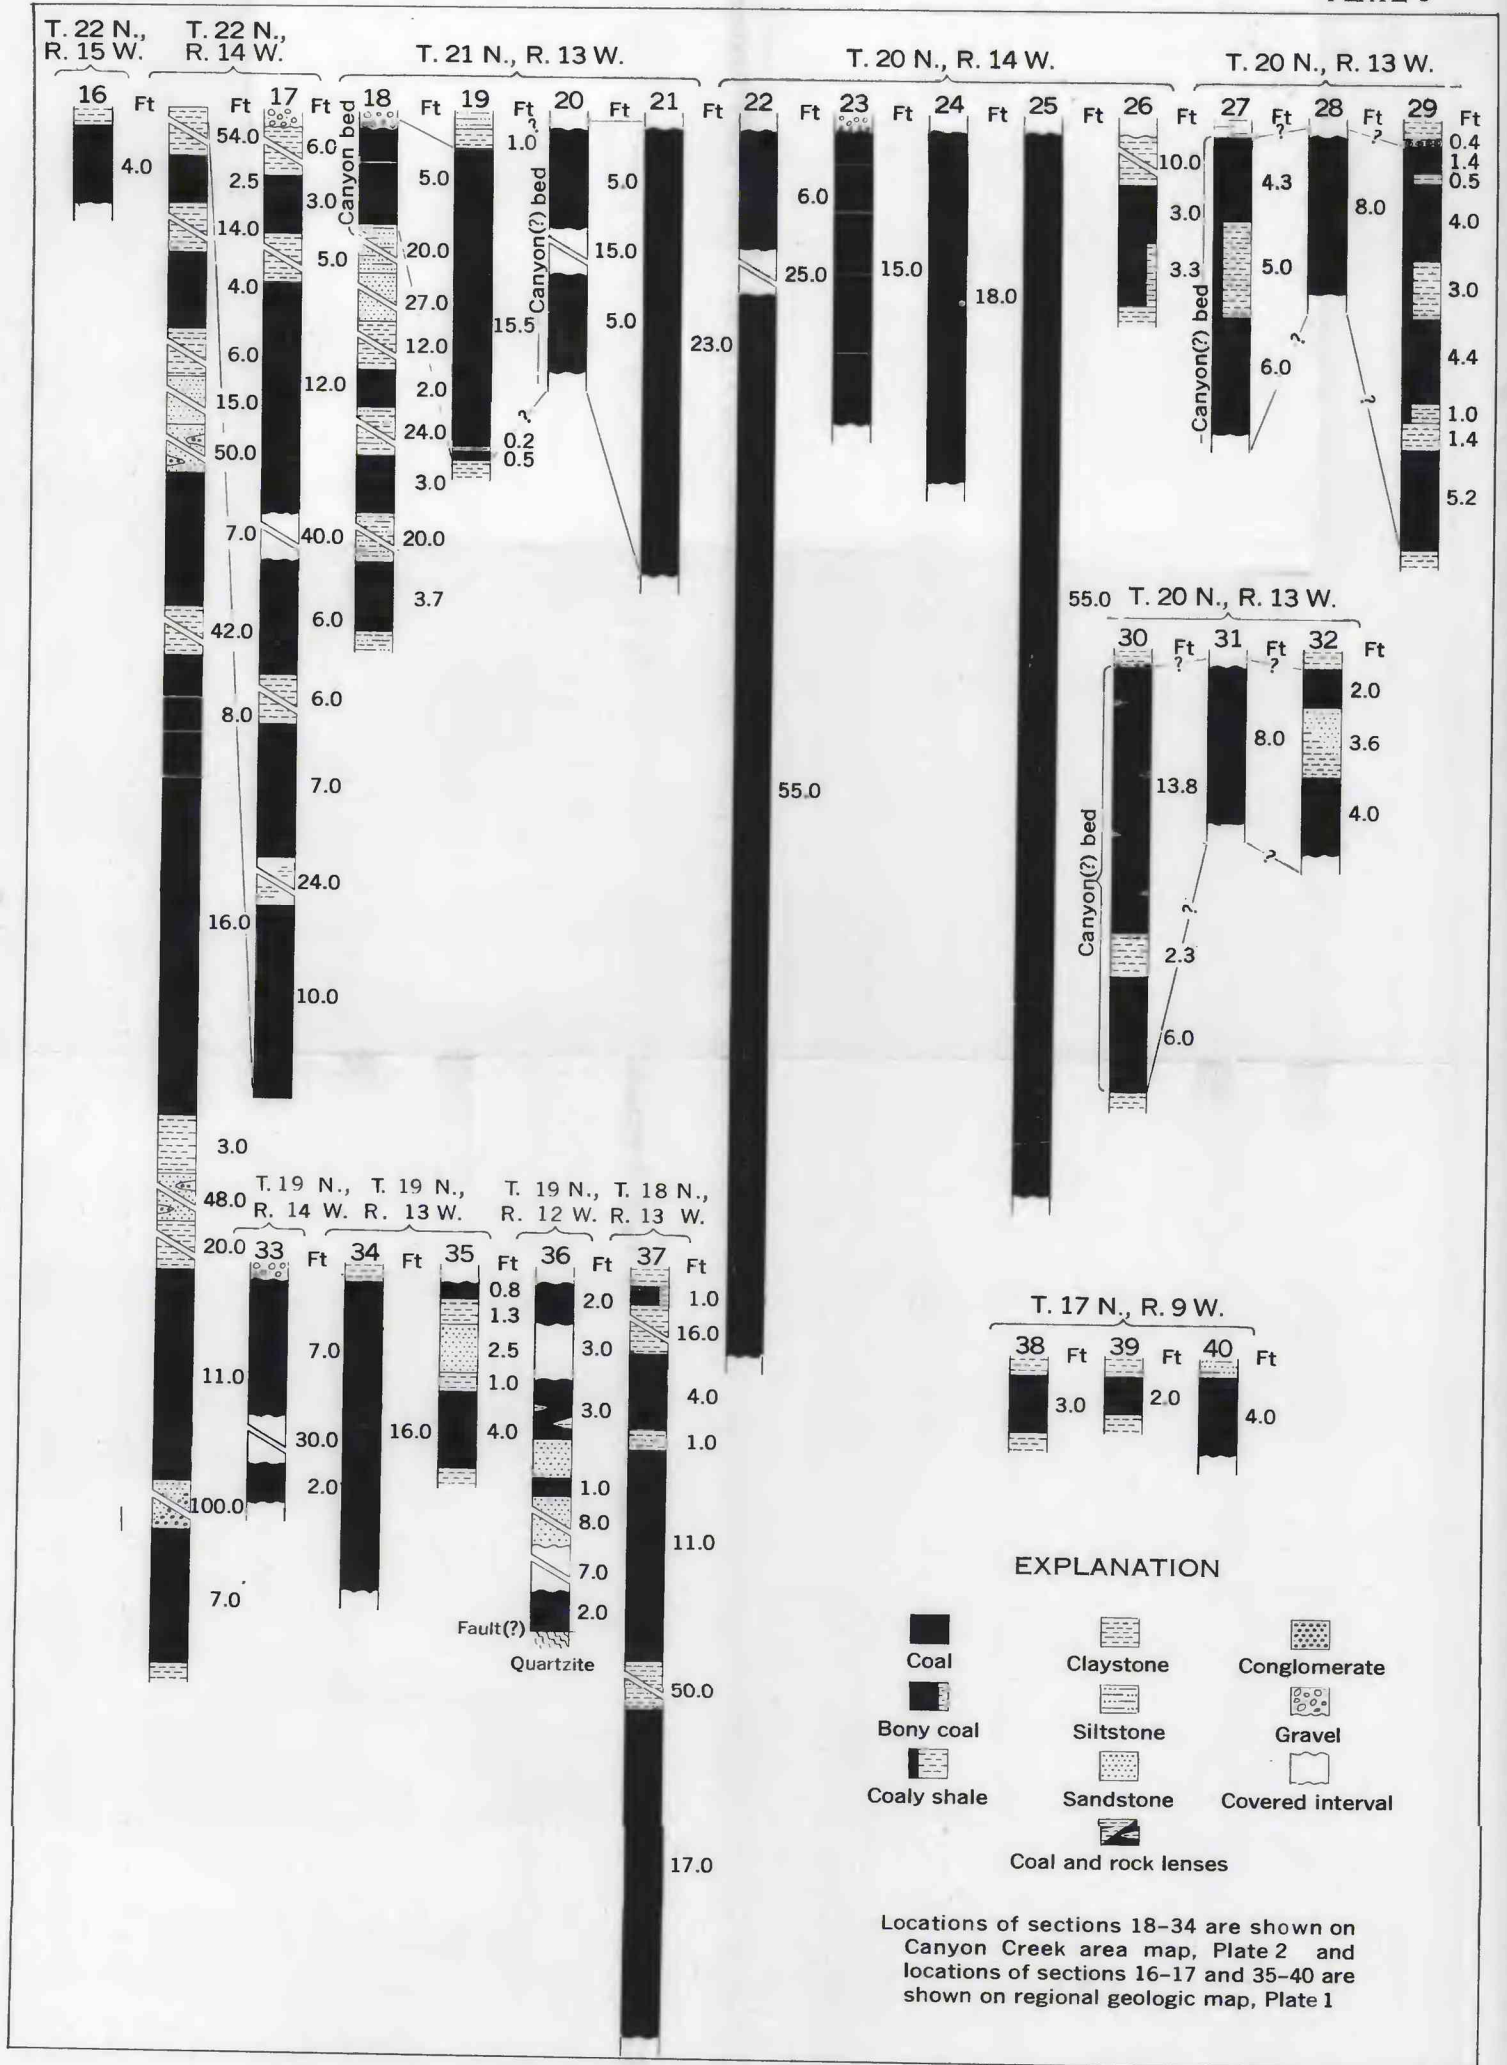 T. 22 N.,
R. 15 W.
16
Ft
4.0
T. 22 N.,
R. 14 W.
Ft
54.0
2.5
14.0
4.0
6.0
15.0
50.0
7.0
42.0
8.0
16.0
3.0
48.0
20.0
11.0
100.0
7.0
17
Ft
6.0
3.0
5.0
12.0
40.0
6.0
6.0
7.0
24.0
10.0
T. 21 N., R. 13 W.
Canyon bed
18
Ft
5.0
20.0
27.0
12.0
2.0
24.0
3.0
20.0
3.7
19
Ft
1.0
15.5
0.2
0.5
?
?
Canyon(?) bed
20
Ft
5.0
15.0
5.0
21
Ft
23.0
T. 20 N., R. 14 W.
22
Ft
6.0
25.0
55.0
23
Ft
15.0
24
Ft
18.0
25
Ft
55.0
26
Ft
10.0
3.0
3.3
T. 20 N., R. 13 W.
Canyon(?) bed
27
Ft
?
4.3
5.0
6.0
?
28
Ft
?
8.0
?
29
Ft
0.4
1.4
0.5
4.0
3.0
4.4
1.0
1.4
5.2
T. 20 N., R. 13 W.
Canyon(?) bed
30
Ft
?
13.8
2.3
6.0
?
31
Ft
?
8.0
?
32
Ft
2.0
3.6
4.0
T. 19 N.,
R. 14 W.
33
Ft
7.0
30.0
2.0
T. 19 N.,
R. 13 W.
34
Ft
16.0
35
Ft
0.8
1.3
2.5
1.0
4.0
T. 19 N.,
R. 12 W.
36
Ft
2.0
3.0
3.0
1.0
8.0
7.0
2.0
Fault(?)
Quartzite
T. 18 N.,
R. 13 W.
37
Ft
1.0
16.0
4.0
1.0
11.0
50.0
17.0
T. 17 N., R. 9 W.
38
Ft
3.0
39
Ft
2.0
40
Ft
4.0
EXPLANATION
Coal
Claystone
Conglomerate
Bony coal
Siltstone
Gravel
Coaly shale
Sandstone
Covered interval
Coal and rock lenses
Locations of sections 18-34 are shown on
Canyon Creek area map, Plate 2 and
locations of sections 16-17 and 35-40 are
shown on regional geologic map, Plate 1